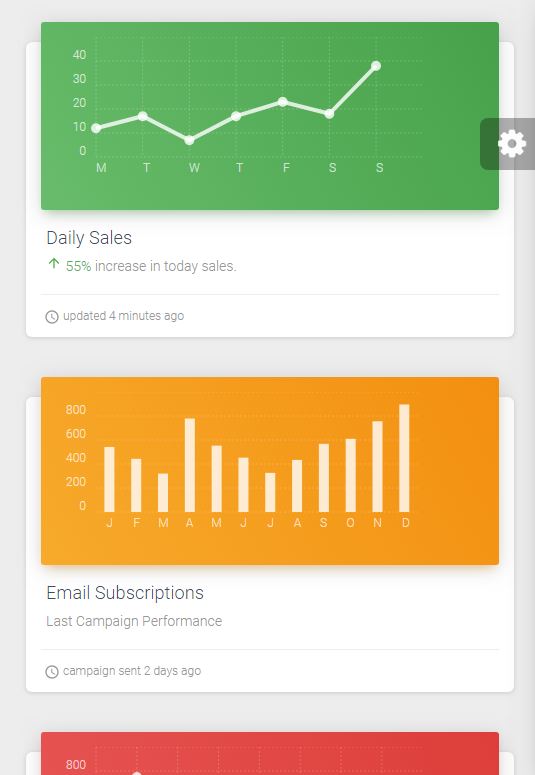 40
30
20
10
0
M T W T F S S
Daily Sales
55% increase in today sales.
updated 4 minutes ago
800
600
400
200
0
J F M A M J J A S O N D
Email Subscriptions
Last Campaign Performance
campaign sent 2 days ago
800